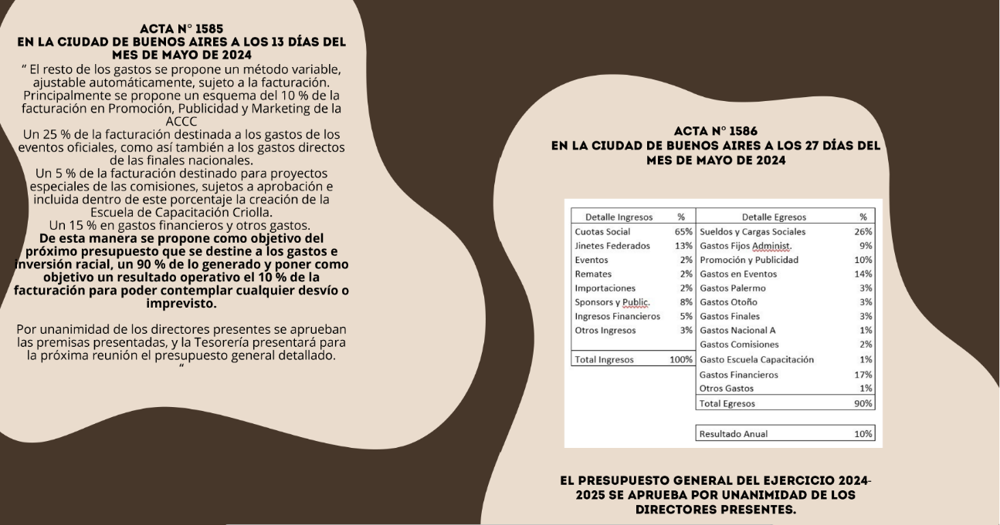 ACTA N° 1585
EN LA CIUDAD DE BUENOS AIRES A LOS 13 DÍAS DEL
MES DE MAYO DE 2024
“ El resto de los gastos se propone un método variable,
ajustable automáticamente, sujeto a la facturación.
Principalmente se propone un esquema del 10 % de la
facturación en Promoción, Publicidad y Marketing de la
ACCC
Un 25 % de la facturación destinada a los gastos de los
eventos oficiales, como así también a los gastos directos
de las finales nacionales.
Un 5 % de la facturación destinado para proyectos
especiales de las comisiones, sujetos a aprobación e
incluida dentro de este porcentaje la creación de la
Escuela de Capacitación Criolla.
Un 15 % en gastos financieros y otros gastos.
De esta manera se propone como objetivo del
próximo presupuesto que se destine a los gastos e
inversión racial, un 90 % de lo generado y poner como
objetivo un resultado operativo el 10 % de la
facturación para poder contemplar cualquier desvío o
imprevisto.
Por unanimidad de los directores presentes se aprueban
las premisas presentadas, y la Tesorería presentará para
la próxima reunión el presupuesto general detallado.
“
ACTA N° 1586
EN LA CIUDAD DE BUENOS AIRES A LOS 27 DÍAS DEL
MES DE MAYO DE 2024
Detalle Ingresos % Detalle Egresos %
Cuotas Social 65% Sueldos y Cargas Sociales 26%
Jinetes Federados 13% Gastos Fijos Administ. 9%
Eventos 2% Promoción y Publicidad 10%
Remates 2% Gastos en Eventos 14%
Importaciones 2% Gastos Palermo 3%
Sponsors y Public. 8% Gastos Otoño 3%
Ingresos Financieros 5% Gastos Finales 3%
Otros Ingresos 3% Gastos Nacional A 1%
Gastos Comisiones 2%
Total Ingresos 100% Gasto Escuela Capacitación 1%
Gastos Financieros 17%
Otros Gastos 1%
Total Egresos 90%
Resultado Anual 10%
EL PRESUPUESTO GENERAL DEL EJERCICIO 2024-
2025 SE APRUEBA POR UNANIMIDAD DE LOS
DIRECTORES PRESENTES.